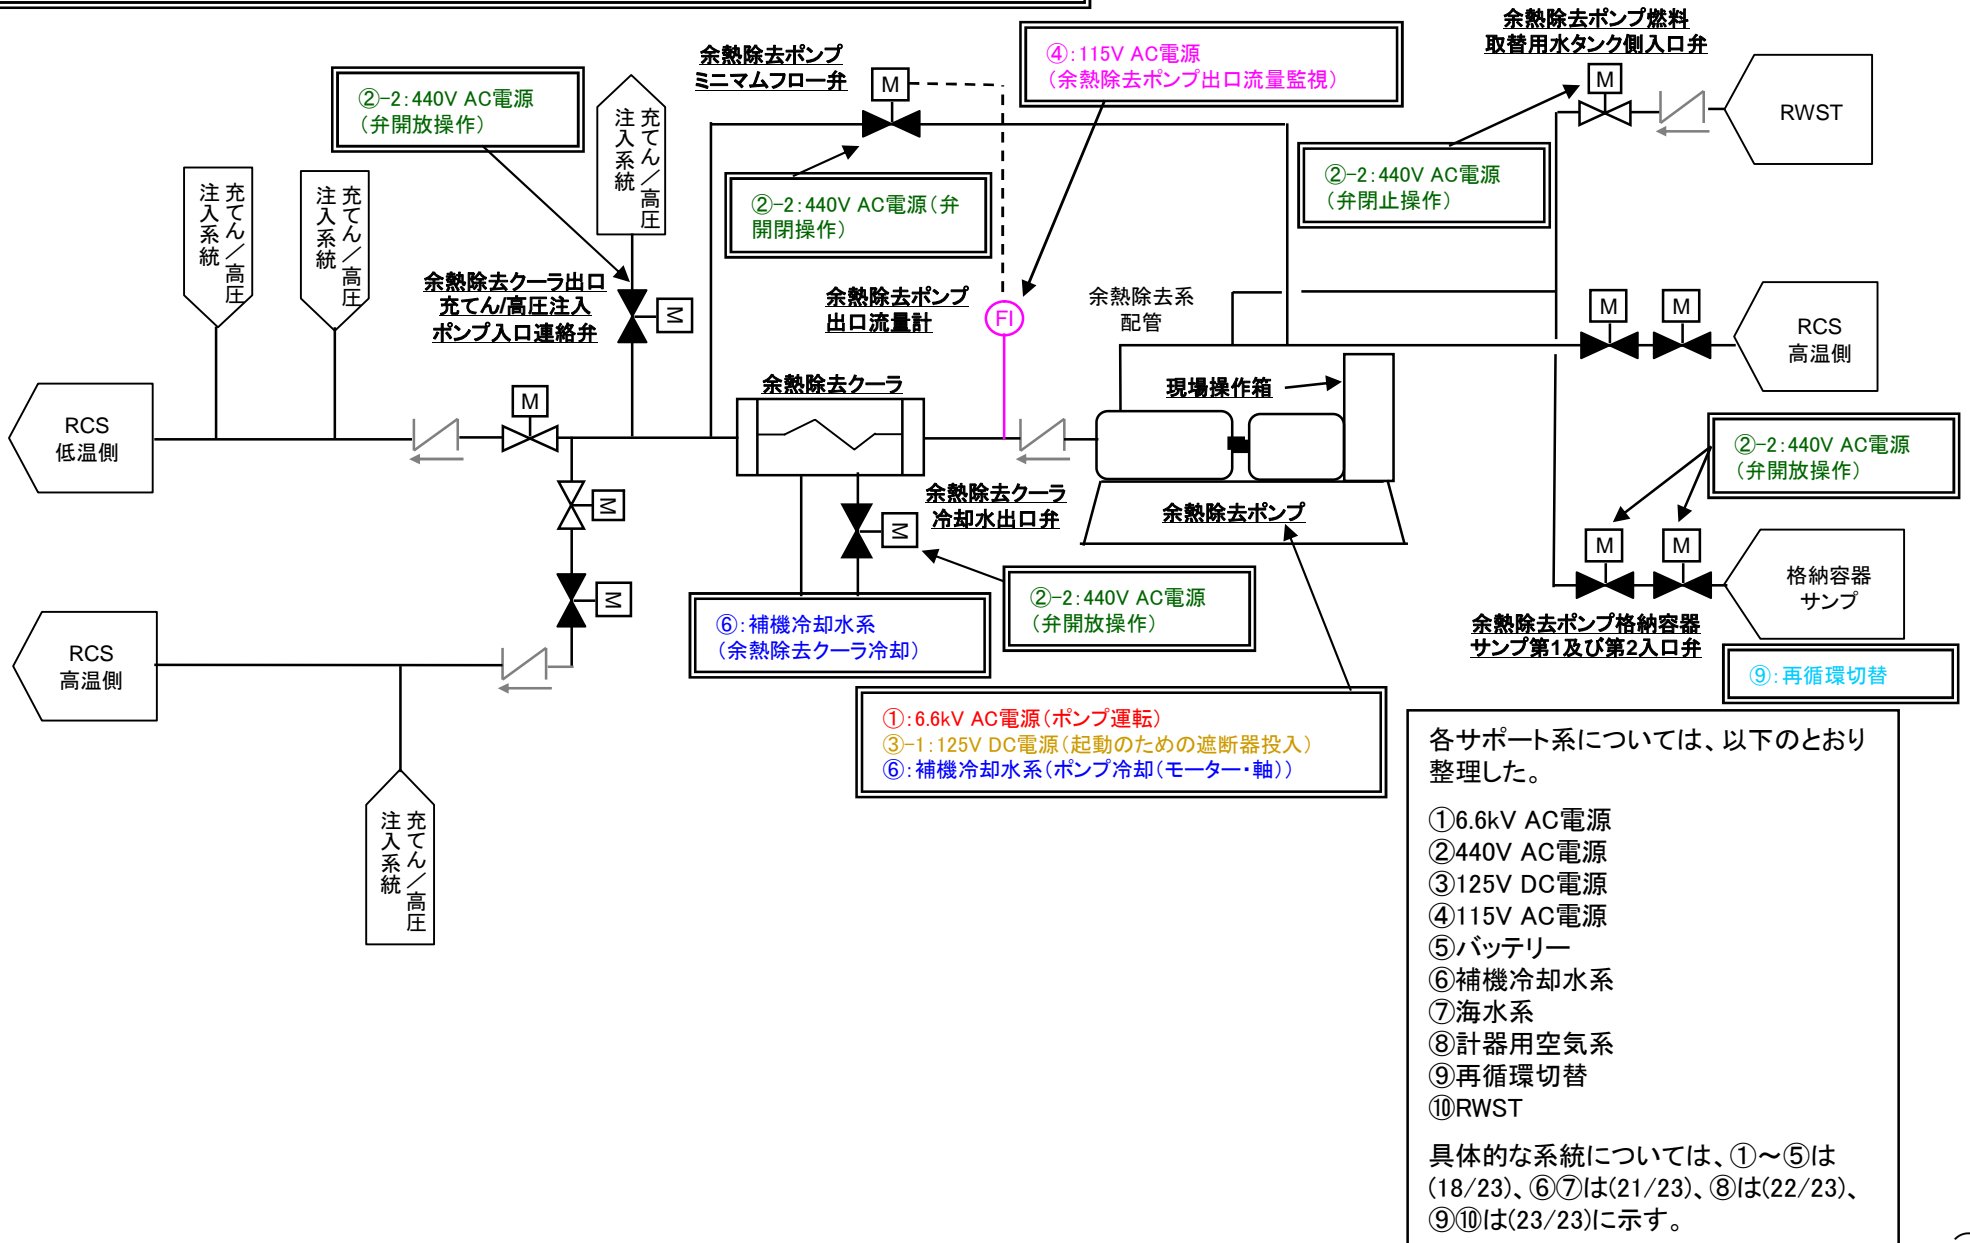 余熱除去ポンプ燃料
取替用水タンク側入口弁
余熱除去ポンプ
ミニマムフロー弁
④:115V AC電源
(余熱除去ポンプ出口流量監視)
②-2:440V AC電源
(弁開放操作)
M
M
RWST
充てん/高圧
注入系統
充てん/高圧
注入系統
充てん/高圧
注入系統
②-2:440V AC電源(弁
開閉操作)
②-2:440V AC電源
(弁閉止操作)
余熱除去クーラ出口
充てん/高圧注入
ポンプ入口連絡弁
M
余熱除去ポンプ
出口流量計
FI
余熱除去系
配管
M
M
RCS
高温側
余熱除去クーラ
現場操作箱
M
RCS
低温側
②-2:440V AC電源
(弁開放操作)
M
余熱除去クーラ
冷却水出口弁
M
余熱除去ポンプ
M
M
格納容器
サンプ
M
⑥:補機冷却水系
(余熱除去クーラ冷却)
②-2:440V AC電源
(弁開放操作)
余熱除去ポンプ格納容器
サンプ第1及び第2入口弁
RCS
高温側
⑨:再循環切替
①:6.6kV AC電源(ポンプ運転)
③-1:125V DC電源(起動のための遮断器投入)
⑥:補機冷却水系(ポンプ冷却(モーター・軸))
充てん/高圧
注入系統
各サポート系については、以下のとおり
整理した。
①6.6kV AC電源
②440V AC電源
③125V DC電源
④115V AC電源
⑤バッテリー
⑥補機冷却水系
⑦海水系
⑧計器用空気系
⑨再循環切替
⑩RWST
具体的な系統については、①～⑤は
(18/23)、⑥⑦は(21/23)、⑧は(22/23)、
⑨⑩は(23/23)に示す。